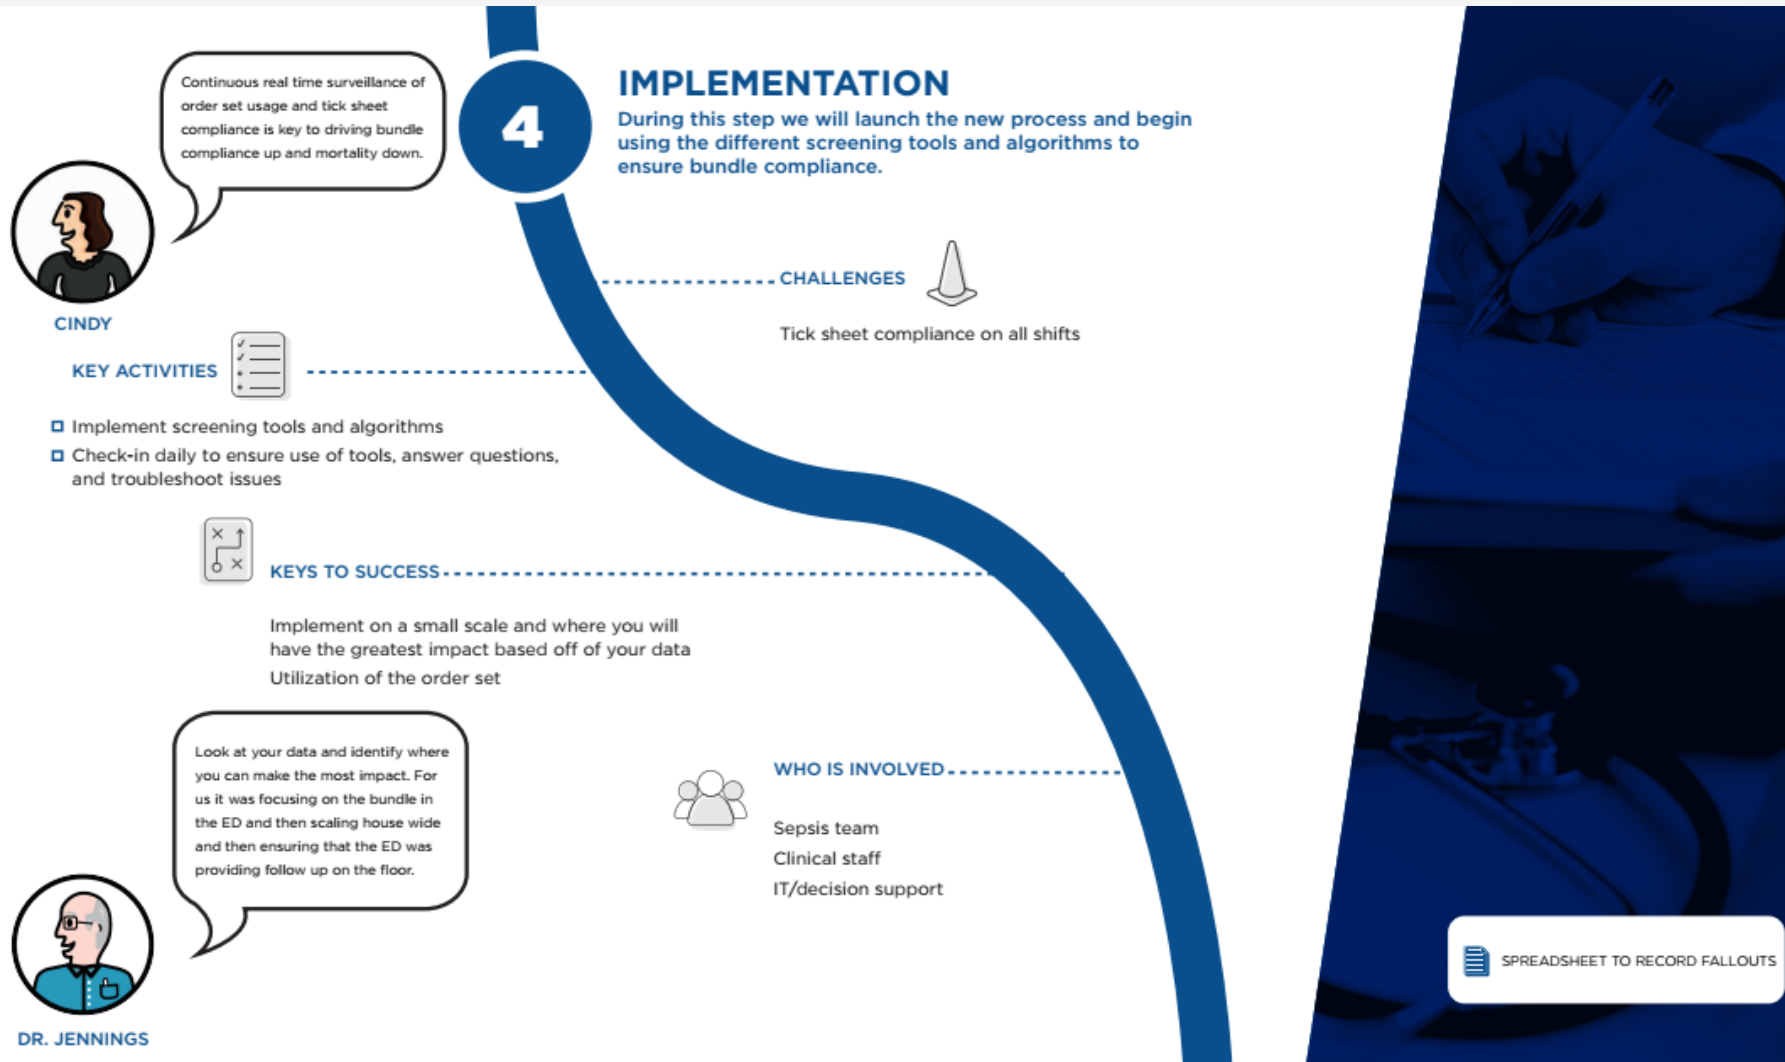 Continuous real time surveillance of
order set usage and tick sheet
compliance is key to driving bundle
compliance up and mortality down.
CINDY
4
IMPLEMENTATION
During this step we will launch the new process and begin
using the different screening tools and algorithms to
ensure bundle compliance.
CHALLENGES
Tick sheet compliance on all shifts
KEY ACTIVITIES
Implement screening tools and algorithms
Check-in daily to ensure use of tools, answer questions,
and troubleshoot issues
KEYS TO SUCCESS
Implement on a small scale and where you will
have the greatest impact based off of your data
Utilization of the order set
Look at your data and identify where
you can make the most impact. For
us it was focusing on the bundle in
the ED and then scaling house wide
and then ensuring that the ED was
providing follow up on the floor.
DR. JENNINGS
WHO IS INVOLVED
Sepsis team
Clinical staff
IT/decision support
SPREADSHEET TO RECORD FALLOUTS